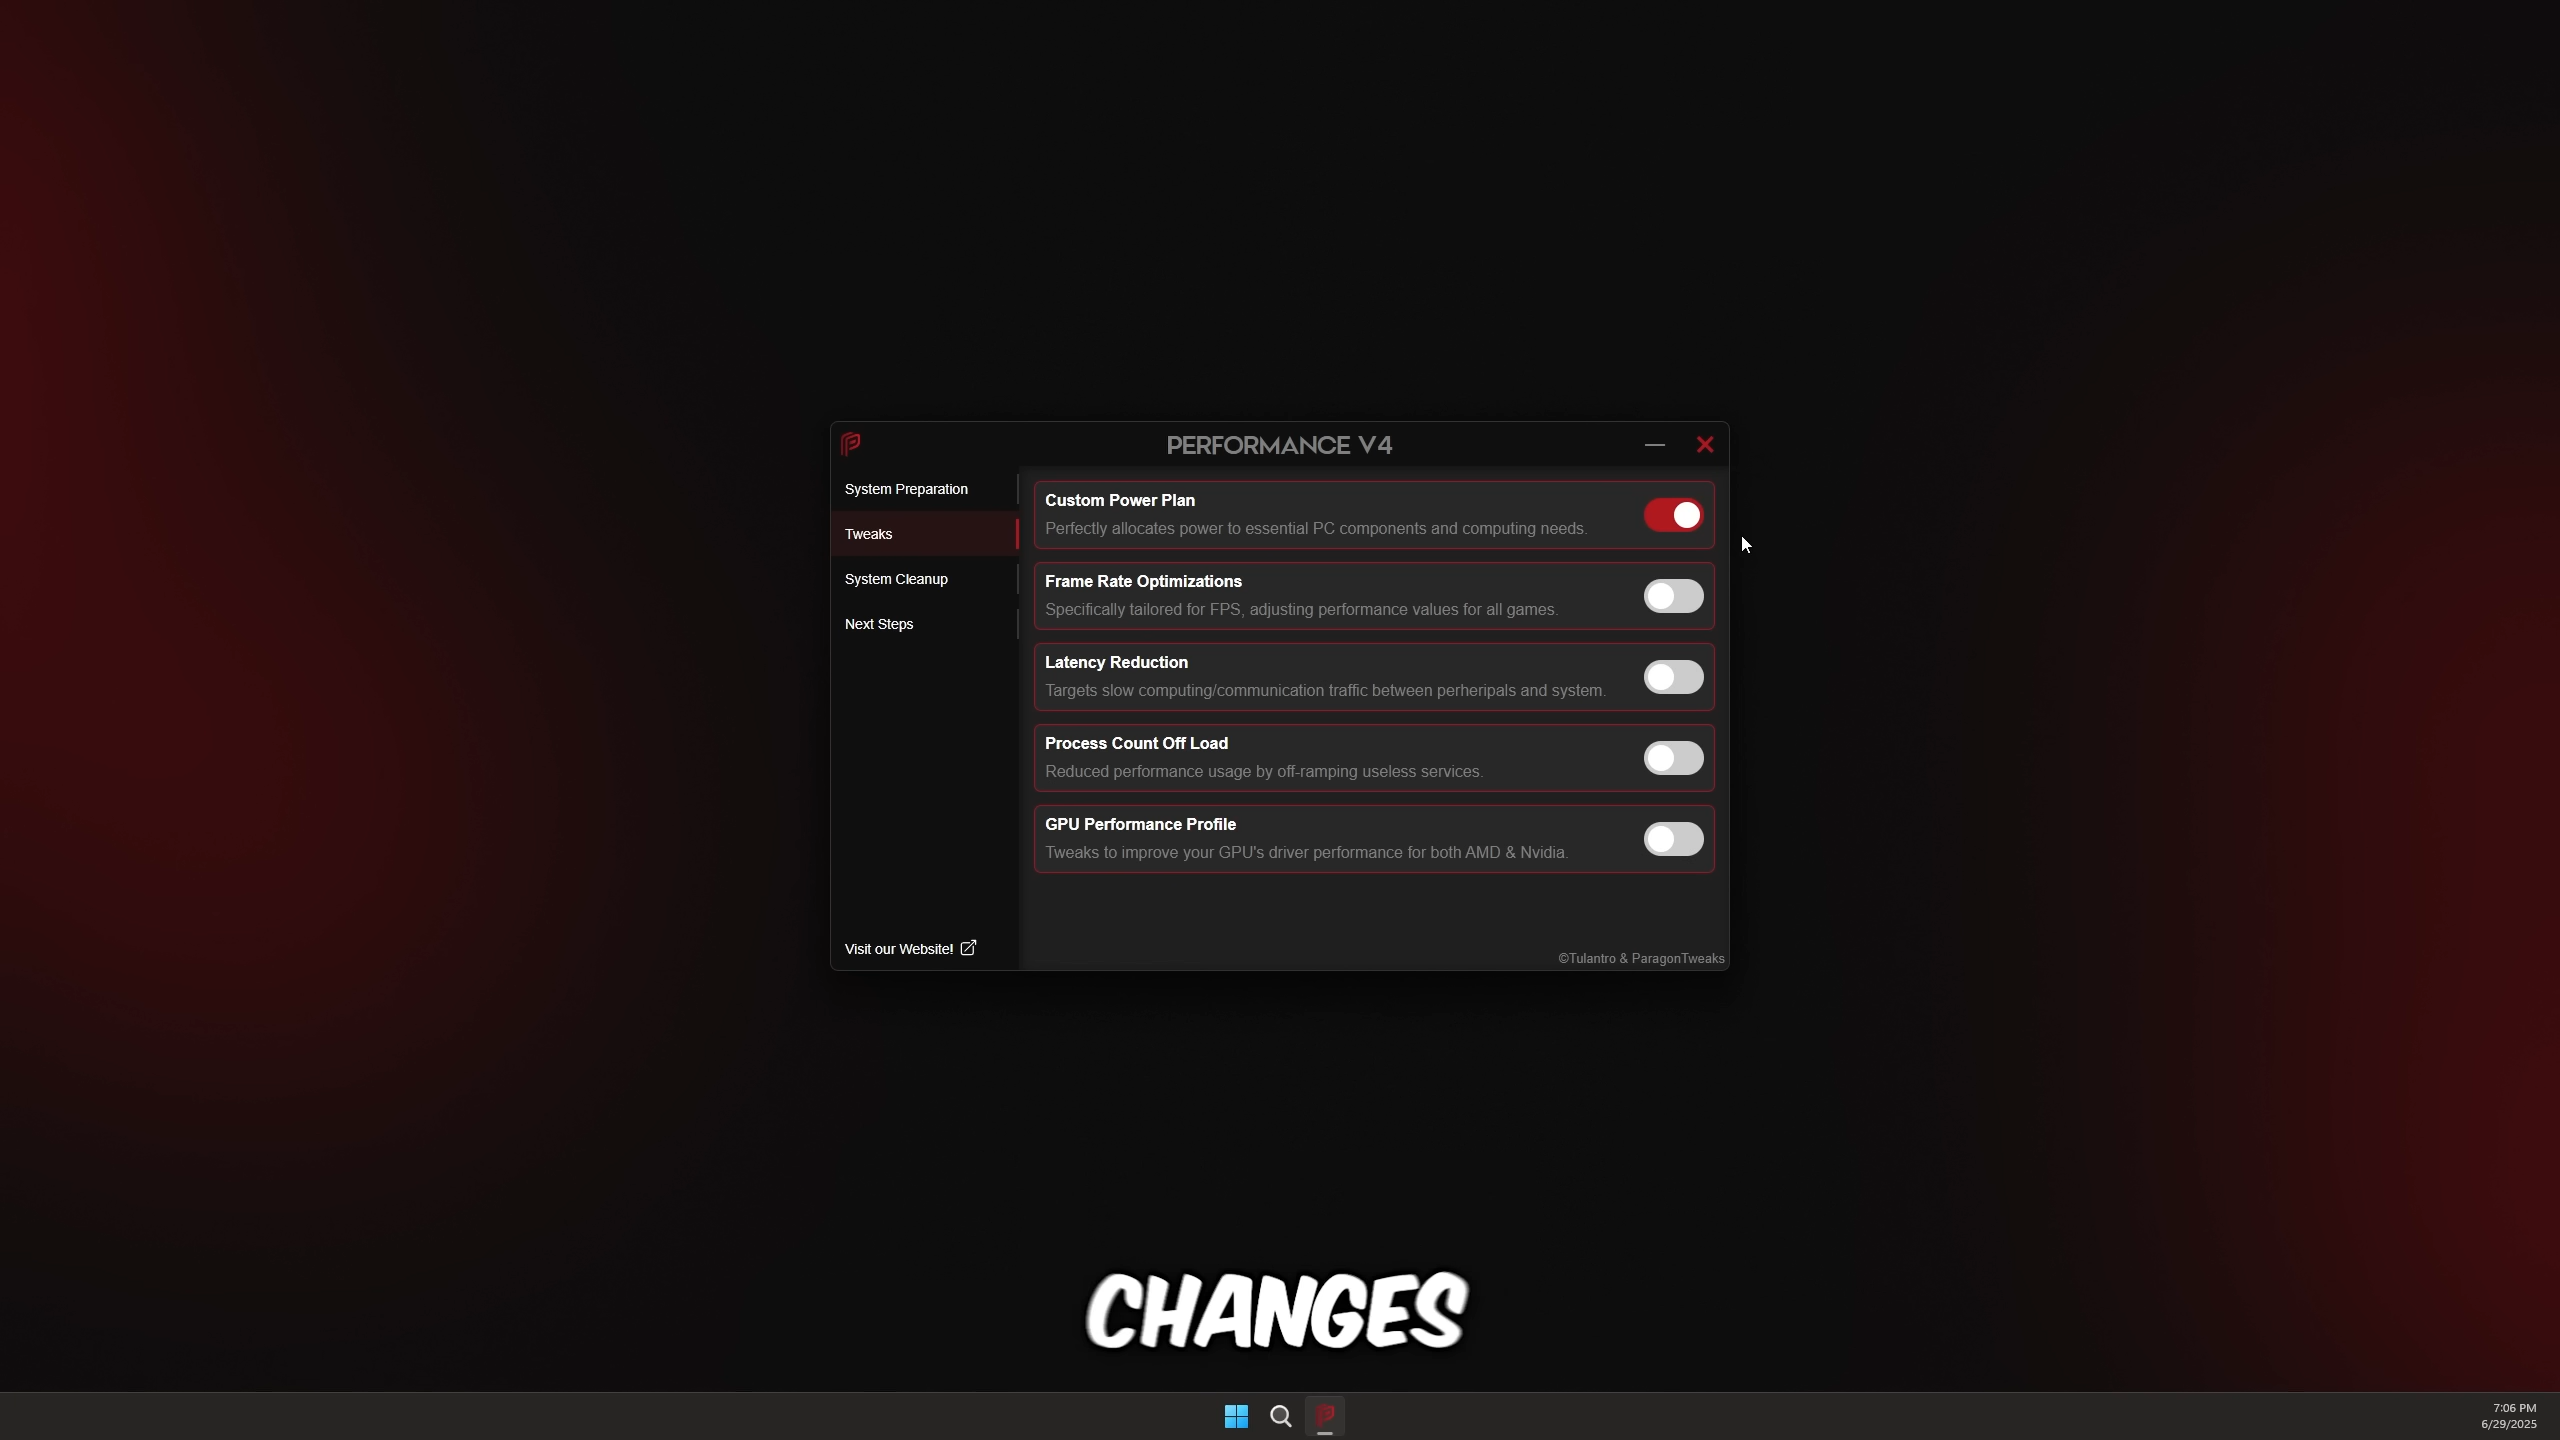 PERFORMANCE V4
System Preparation
Tweaks
System Cleanup
Next Steps
Visit our Website!
Custom Power Plan
Perfectly allocates power to essential PC components and computing needs.
Frame Rate Optimizations
Specifically tailored for FPS, adjusting performance values for all games.
Latency Reduction
Targets slow computing/communication traffic between perheripals and system.
Process Count Off Load
Reduced performance usage by off-ramping useless services.
GPU Performance Profile
Tweaks to improve your GPU's driver performance for both AMD & Nvidia.
©Tulantro & ParagonTweaks
CHANGES
7:06 PM
6/29/2025